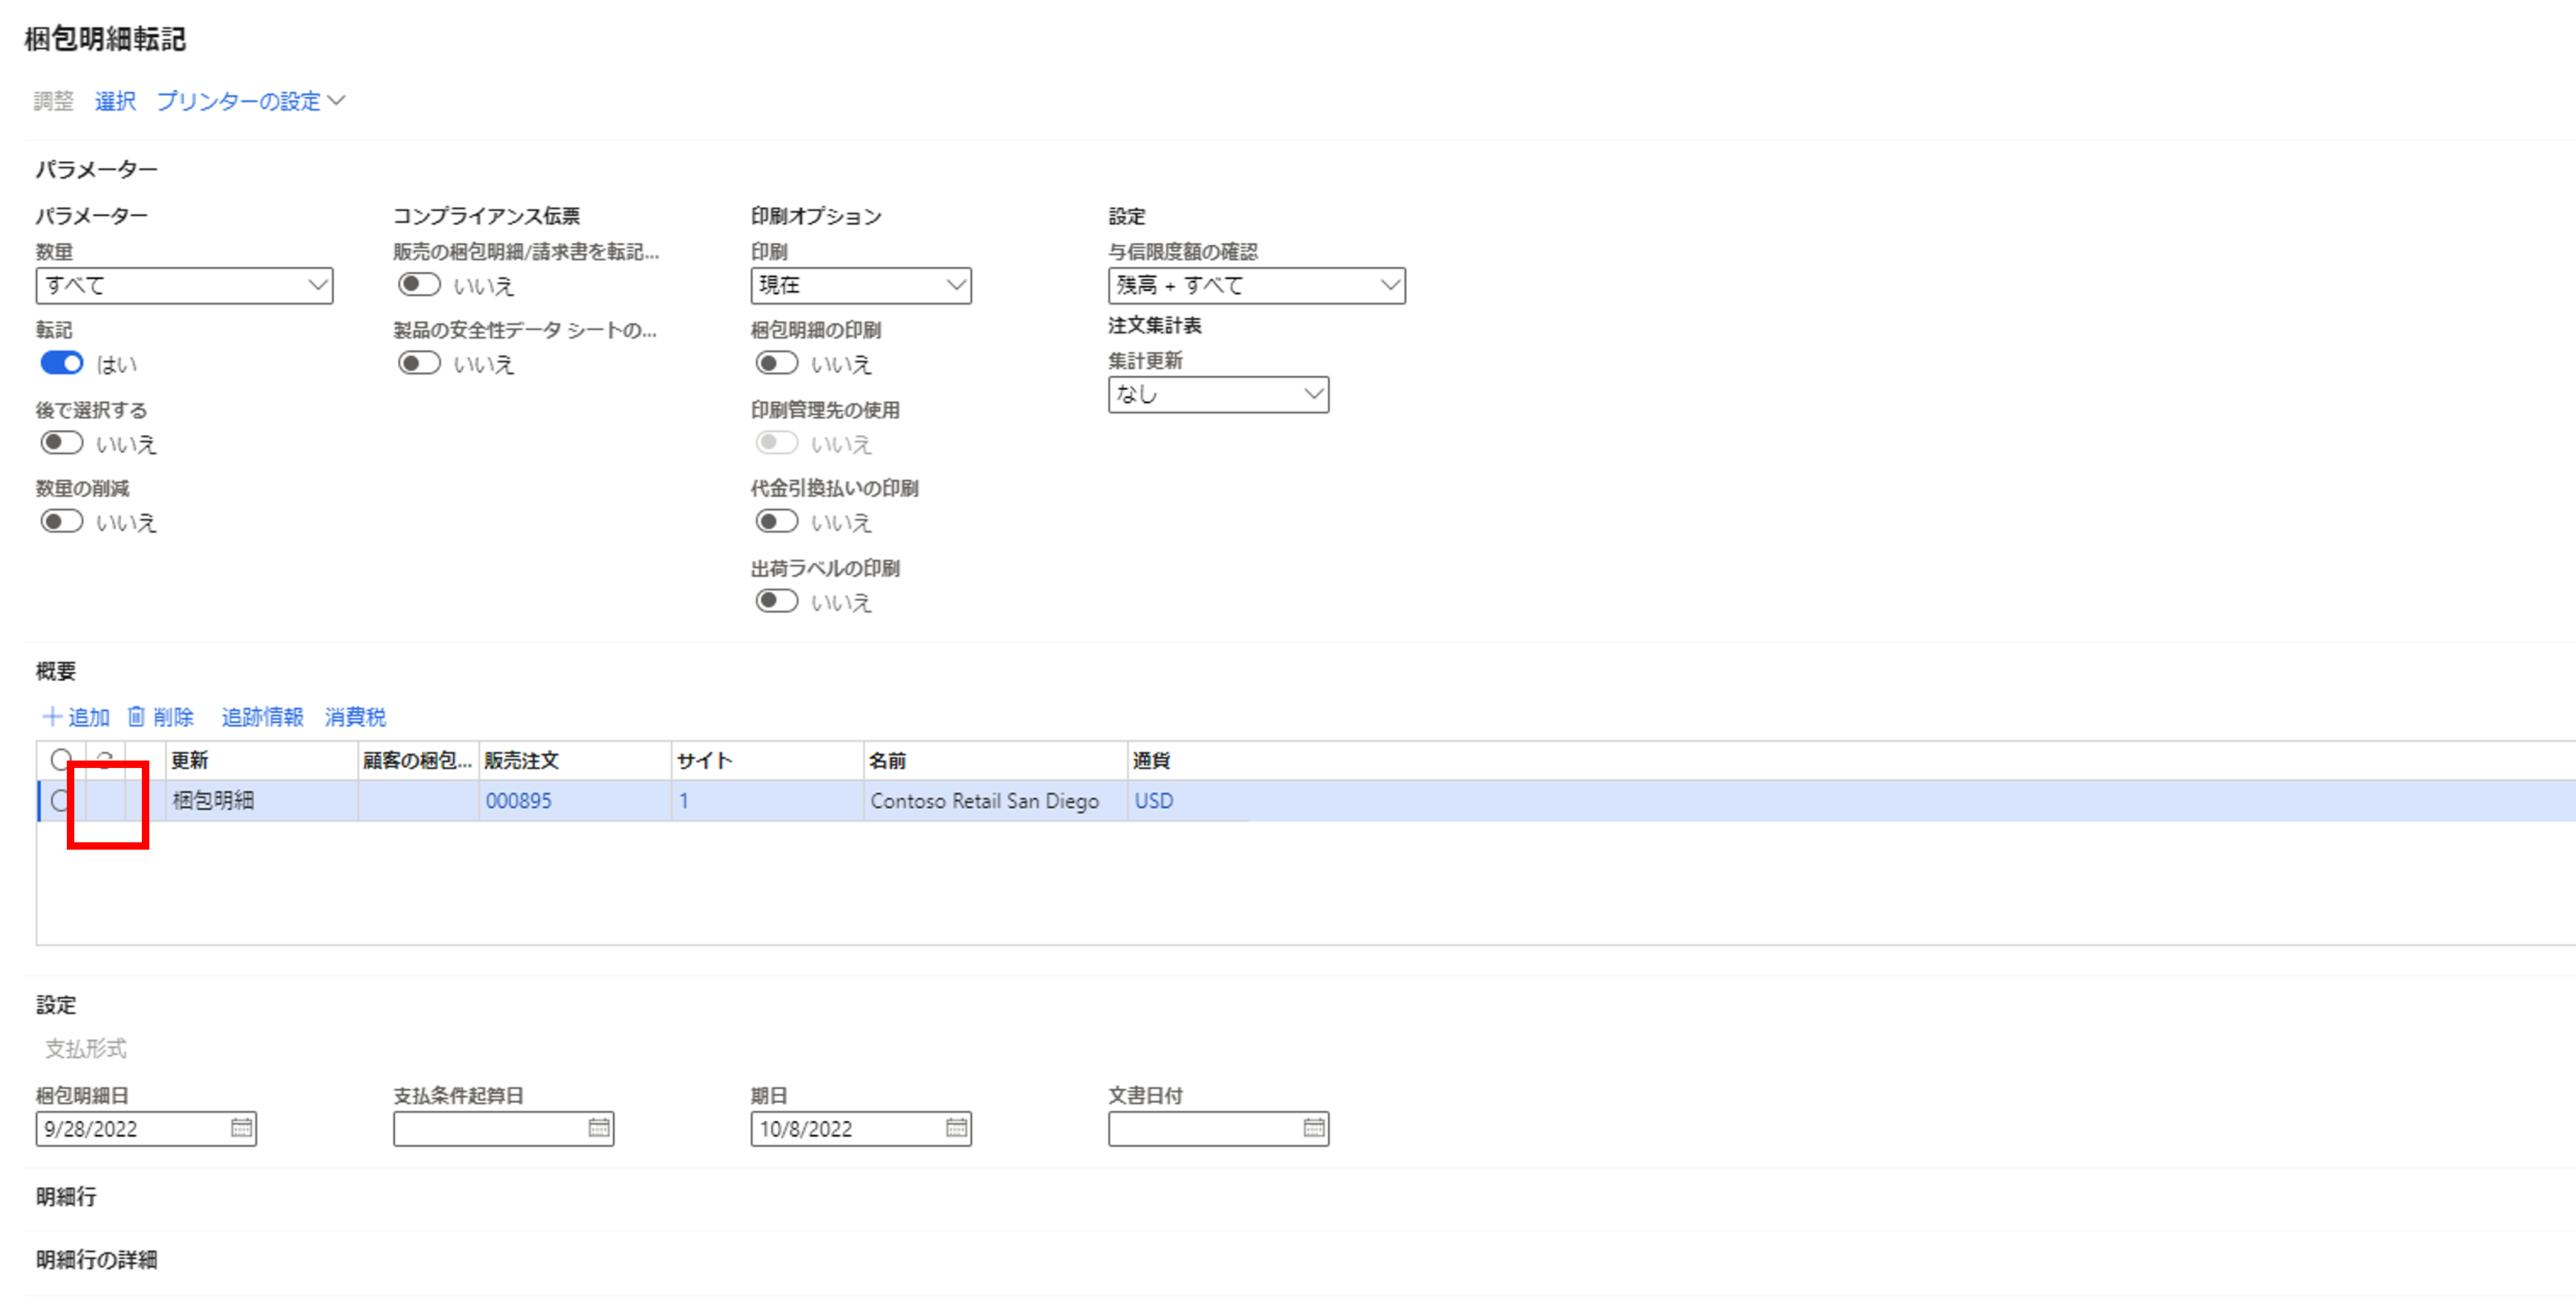 梱包明細転記
調整 選択 プリンターの設定
パラメーター
パラメーター コンプライアンス伝票 印刷オプション 設定
数量 販売の梱包明細/請求書を転記... 印刷 与信限度額の確認
すべて いいえ 現在 残高 + すべて
転記 製品の安全性データ シートの... 梱包明細の印刷 注文集計表
はい いいえ いいえ 集計更新
なし
後で選択する 印刷管理先の使用
いいえ いいえ
数量の削減 代金引換払いの印刷
いいえ いいえ
出荷ラベルの印刷
いいえ
概要
追加 削除 追跡情報 消費税
更新 顧客の梱包... 販売注文 サイト 名前 通貨
梱包明細 000895 1 Contoso Retail San Diego USD
設定
支払形式
梱包明細日 支払条件起算日 期日 文書日付
9/28/2022 10/8/2022
明細行
明細行の詳細